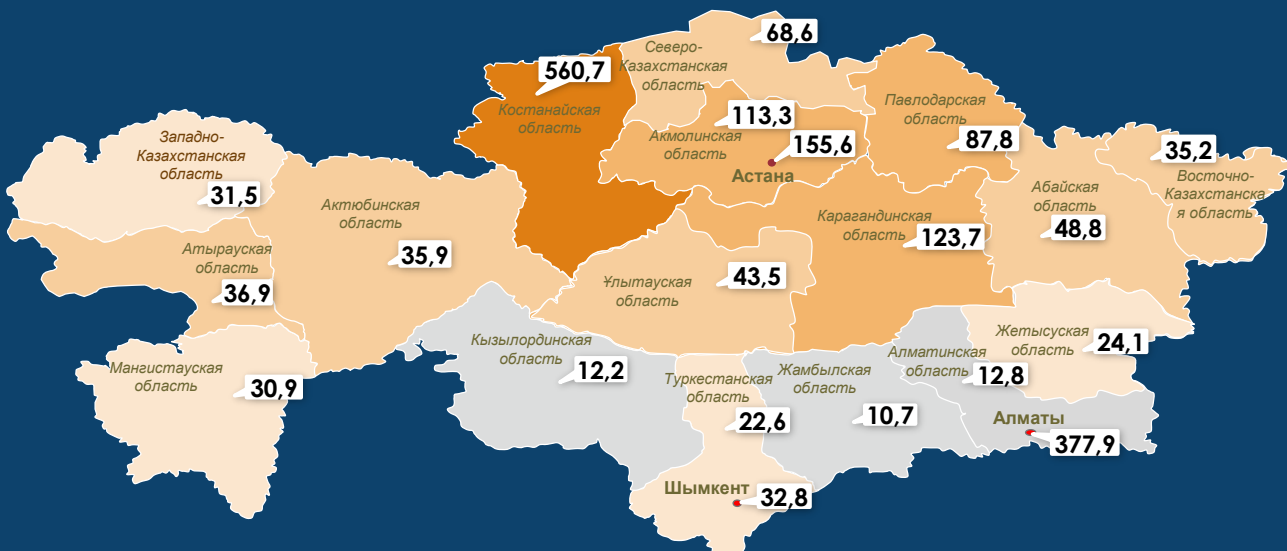 68,6
Северо-
Казахстанская
область
560,7
Костанайская
область
113,3
Акмолинская
область
155,6
Астана
Павлодарская
область
87,8
Западно-
Казахстанская
область
31,5
35,2
Восточно-
Казахстанска
я область
Абайская
область
48,8
Актюбинская
область
35,9
Карагандинская
область
123,7
Атырауская
область
36,9
Ұлытауская
область
43,5
Жетысуская
область
24,1
Кызылординская
область
12,2
Алматинская
область
12,8
Мангистауская
область
30,9
Туркестанская
область
22,6
Жамбылская
область
10,7
Алматы
377,9
Шымкент
32,8